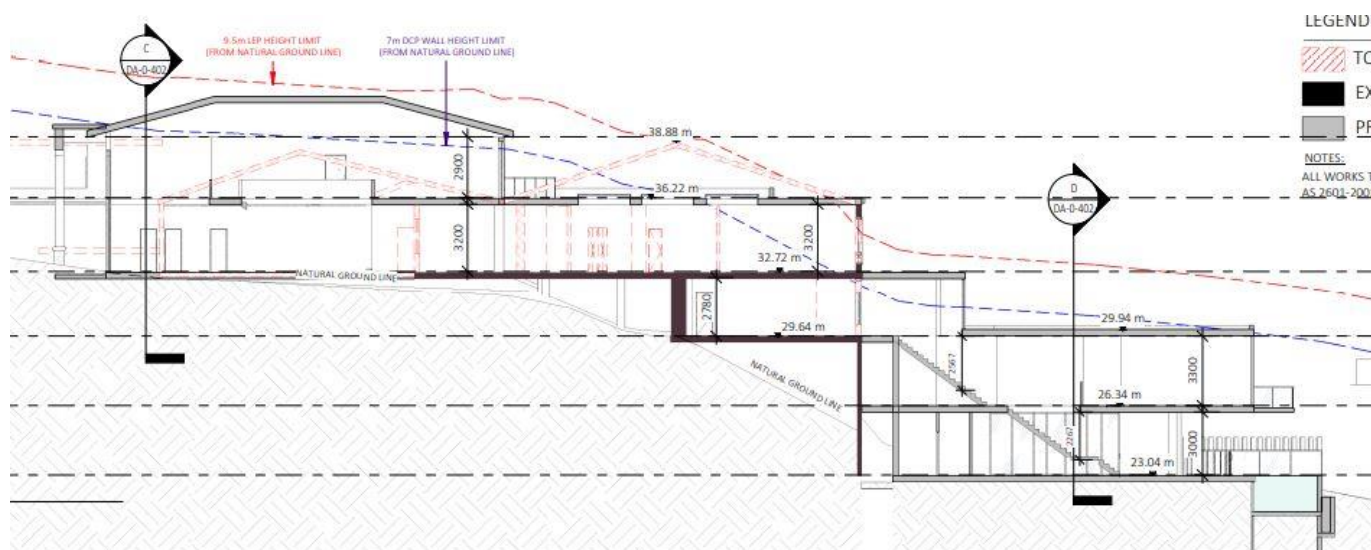 LEGEND
9.5m LEP HEIGHT LIMIT
(FROM NATURAL GROUND LINE)
7m DCP WALL HEIGHT LIMIT
(FROM NATURAL GROUND LINE)
C
DA-0-402
TO
EX
PR
NOTES:
ALL WORKS T
AS 2601-200
38.88 m
2900
36.22 m
D
DA-0-402
3200
3200
32.72 m
NATURAL GROUND LINE
2780
29.64 m
29.94 m
NATURAL GROUND LINE
2567
3300
26.34 m
2267
3000
23.04 m